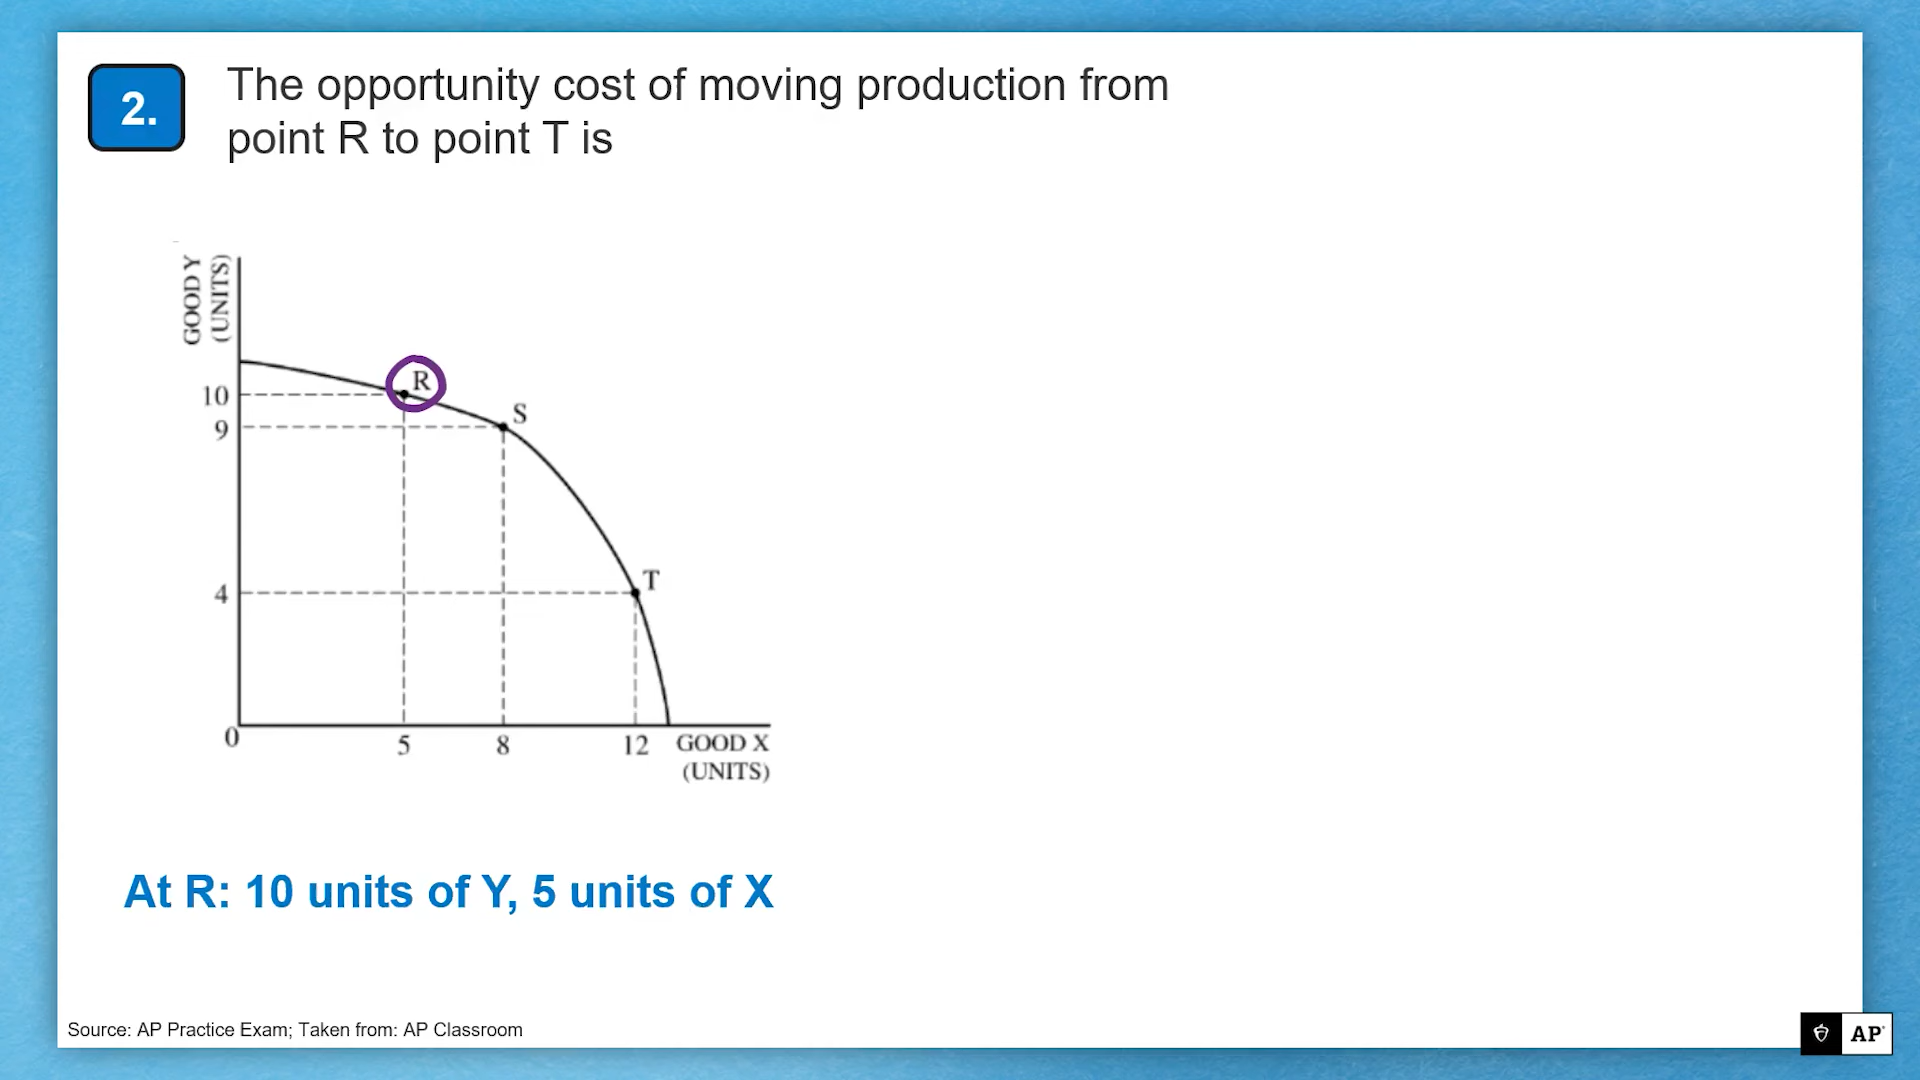 2.
The opportunity cost of moving production from
point R to point T is
GOOD Y
(UNITS)
R
10
S
9
T
4
0
5
8
12
GOOD X
(UNITS)
At R: 10 units of Y, 5 units of X
Source: AP Practice Exam; Taken from: AP Classroom
AP